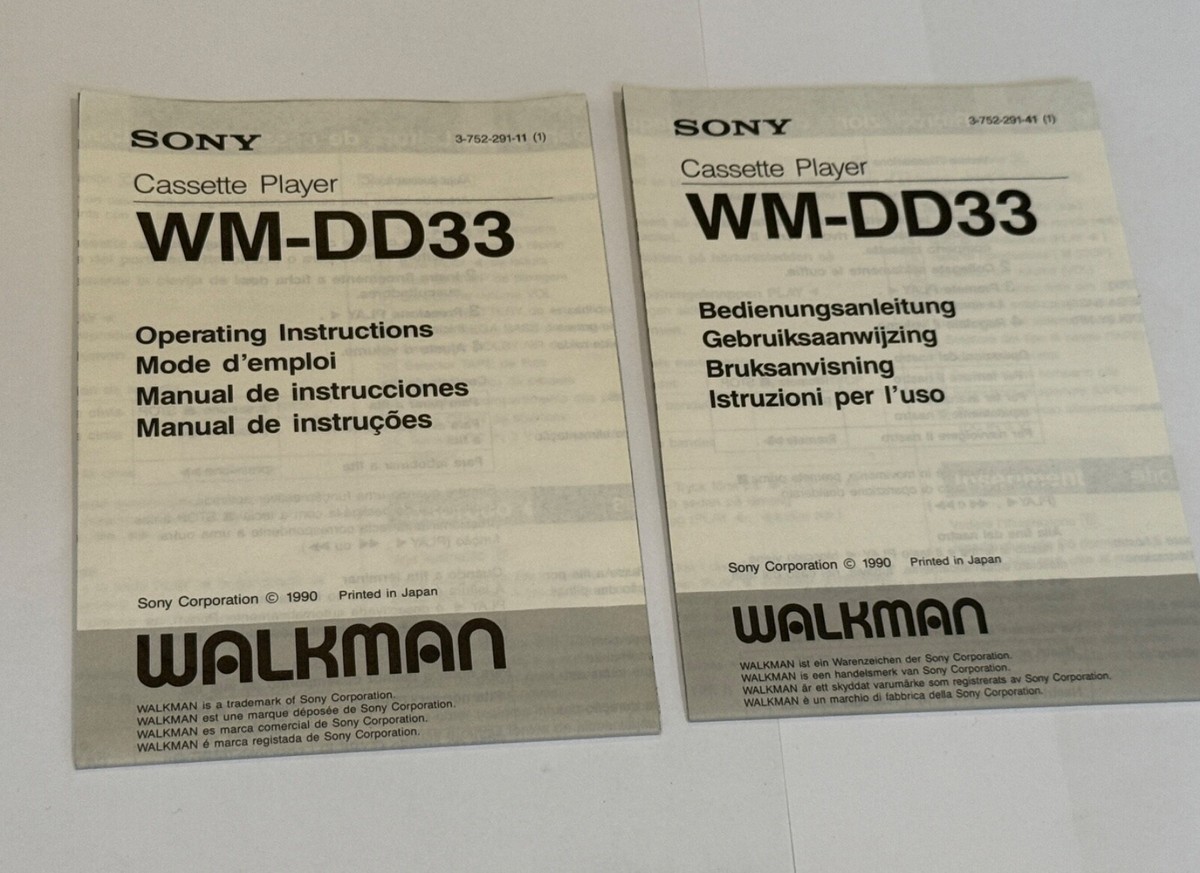 SONY
3-752-291-11 (1)
Cassette Player
WM-DD33
Operating Instructions
Mode d'emploi
Manual de instrucciones
Manual de instruções
Sony Corporation © 1990 Printed in Japan
WALKMAN
WALKMAN is a trademark of Sony Corporation.
WALKMAN est une marque déposée de Sony Corporation.
WALKMAN es marca comercial de Sony Corporation.
WALKMAN é marca registada de Sony Corporation.
SONY
3-752-291-41 (1)
Cassette Player
WM-DD33
Bedienungsanleitung
Gebruiksaanwijzing
Bruksanvisning
Istruzioni per l'uso
Sony Corporation © 1990 Printed in Japan
WALKMAN
WALKMAN ist ein Warenzeichen der Sony Corporation.
WALKMAN is een handelsmerk van Sony Corporation.
WALKMAN är ett skyddat varumärke som registrerats av Sony Corporation.
WALKMAN è un marchio di fabbrica della Sony Corporation.